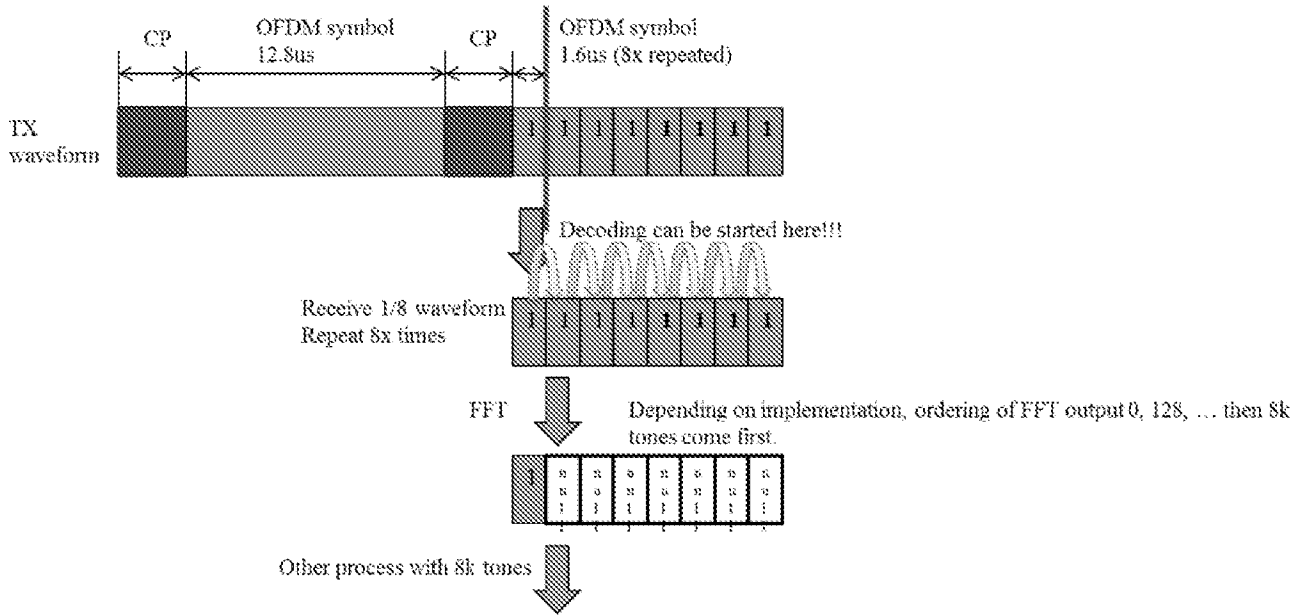 CP
OFDM symbol
12.8us
CP
OFDM symbol
1.6us (8x repeated)
TX
waveform
1 1 1 1 1 1 1 1
Decoding can be started here!!!
Receive 1/8 waveform
Repeat 8x times
1 1 1 1 1 1 1 1
FFT
Depending on implementation, ordering of FFT output 0, 128, … then 8k
tones come first.
1
Other process with 8k tones